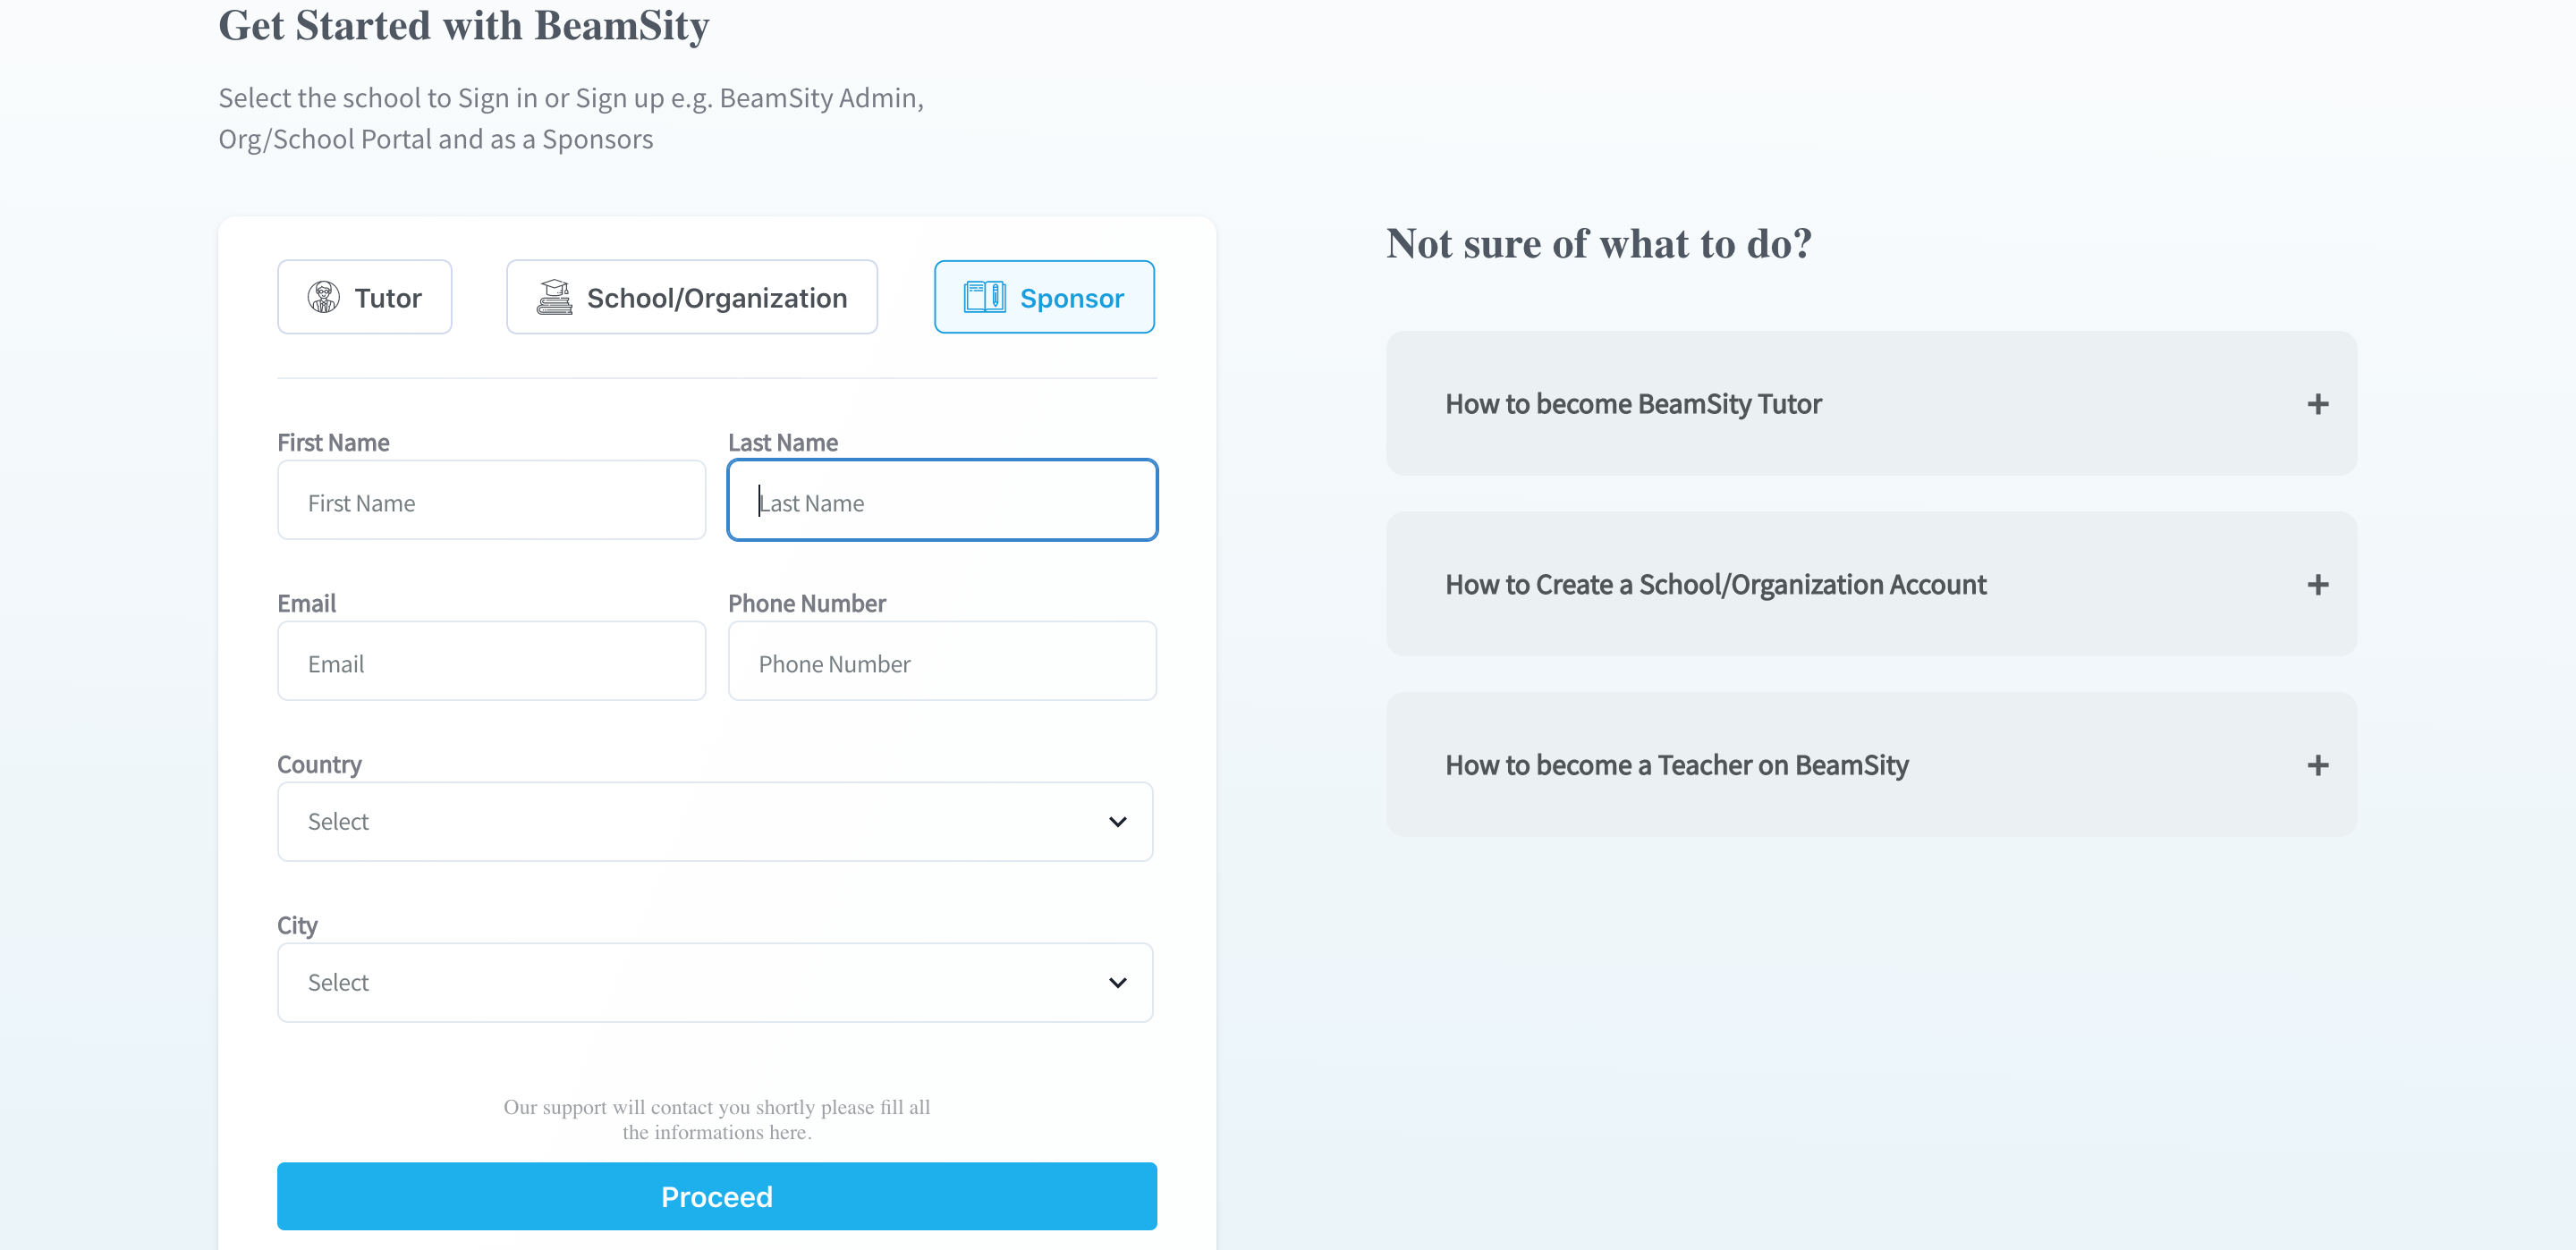 Get Started with BeamSity
Select the school to Sign in or Sign up e.g. BeamSity Admin,
Org/School Portal and as a Sponsors
Tutor
School/Organization
Sponsor
First Name
Last Name
First Name
Last Name
Email
Phone Number
Email
Phone Number
Country
Select
City
Select
Our support will contact you shortly please fill all
the informations here.
Proceed
Not sure of what to do?
How to become BeamSity Tutor
How to Create a School/Organization Account
How to become a Teacher on BeamSity